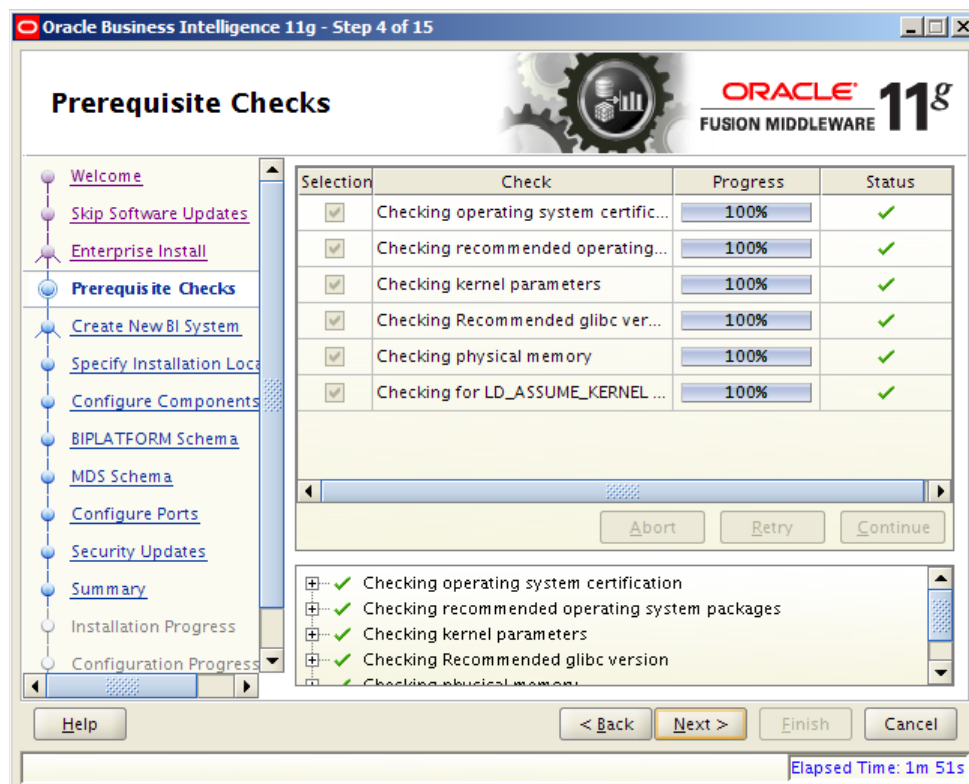 Oracle Business Intelligence 11g - Step 4 of 15
Prerequisite Checks
ORACLE
FUSION MIDDLEWARE 11g
Welcome
Skip Software Updates
Enterprise Install
Prerequisite Checks
Create New BI System
Specify Installation Loca
Configure Components
BIPLATFORM Schema
MDS Schema
Configure Ports
Security Updates
Summary
Installation Progress
Configuration Progress
Selection Check Progress Status
Checking operating system certific... 100%
Checking recommended operating... 100%
Checking kernel parameters 100%
Checking Recommended glibc ver... 100%
Checking physical memory 100%
Checking for LD_ASSUME_KERNEL ... 100%
Abort Retry Continue
Checking operating system certification
Checking recommended operating system packages
Checking kernel parameters
Checking Recommended glibc version
Checking physical memory
Help < Back Next > Finish Cancel
Elapsed Time: 1m 51s